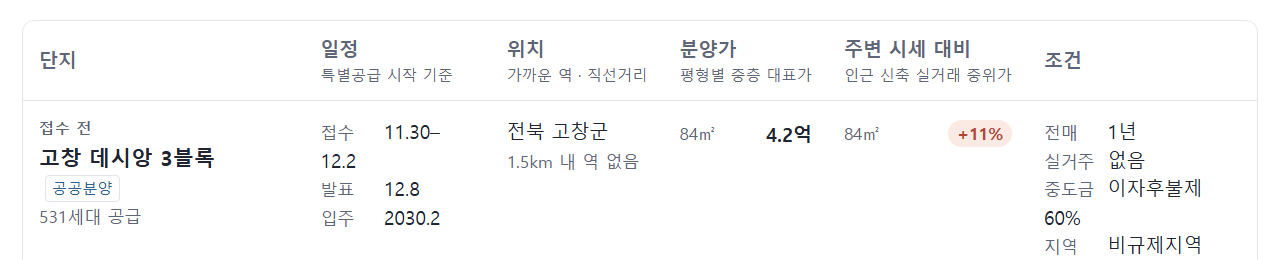 단지
일정
특별공급 시작 기준
위치
가까운 역 · 직선거리
분양가
평형별 중층 대표가
주변 시세 대비
인근 신축 실거래 중위가
조건
접수 전
고창 데시앙 3블록
공공분양
531세대 공급
접수 11.30–
12.2
발표 12.8
입주 2030.2
전북 고창군
1.5km 내 역 없음
84㎡ 4.2억
84㎡ +11%
전매 1년
실거주 없음
중도금 이자후불제
60%
지역 비규제지역